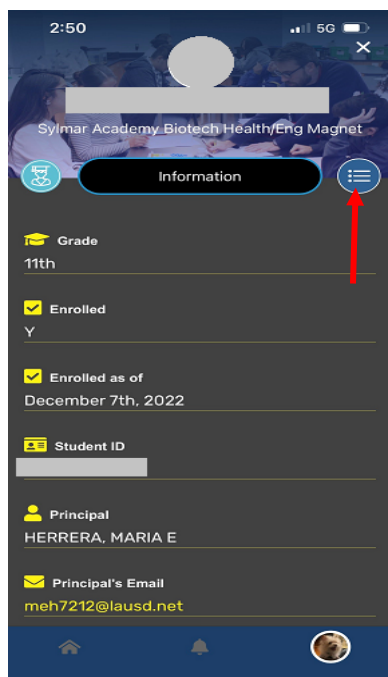 2:50
5G
Sylmar Academy Biotech Health/Eng Magnet
Information
Grade
11th
Enrolled
Y
Enrolled as of
December 7th, 2022
Student ID
Principal
HERRERA, MARIA E
Principal's Email
meh7212@lausd.net